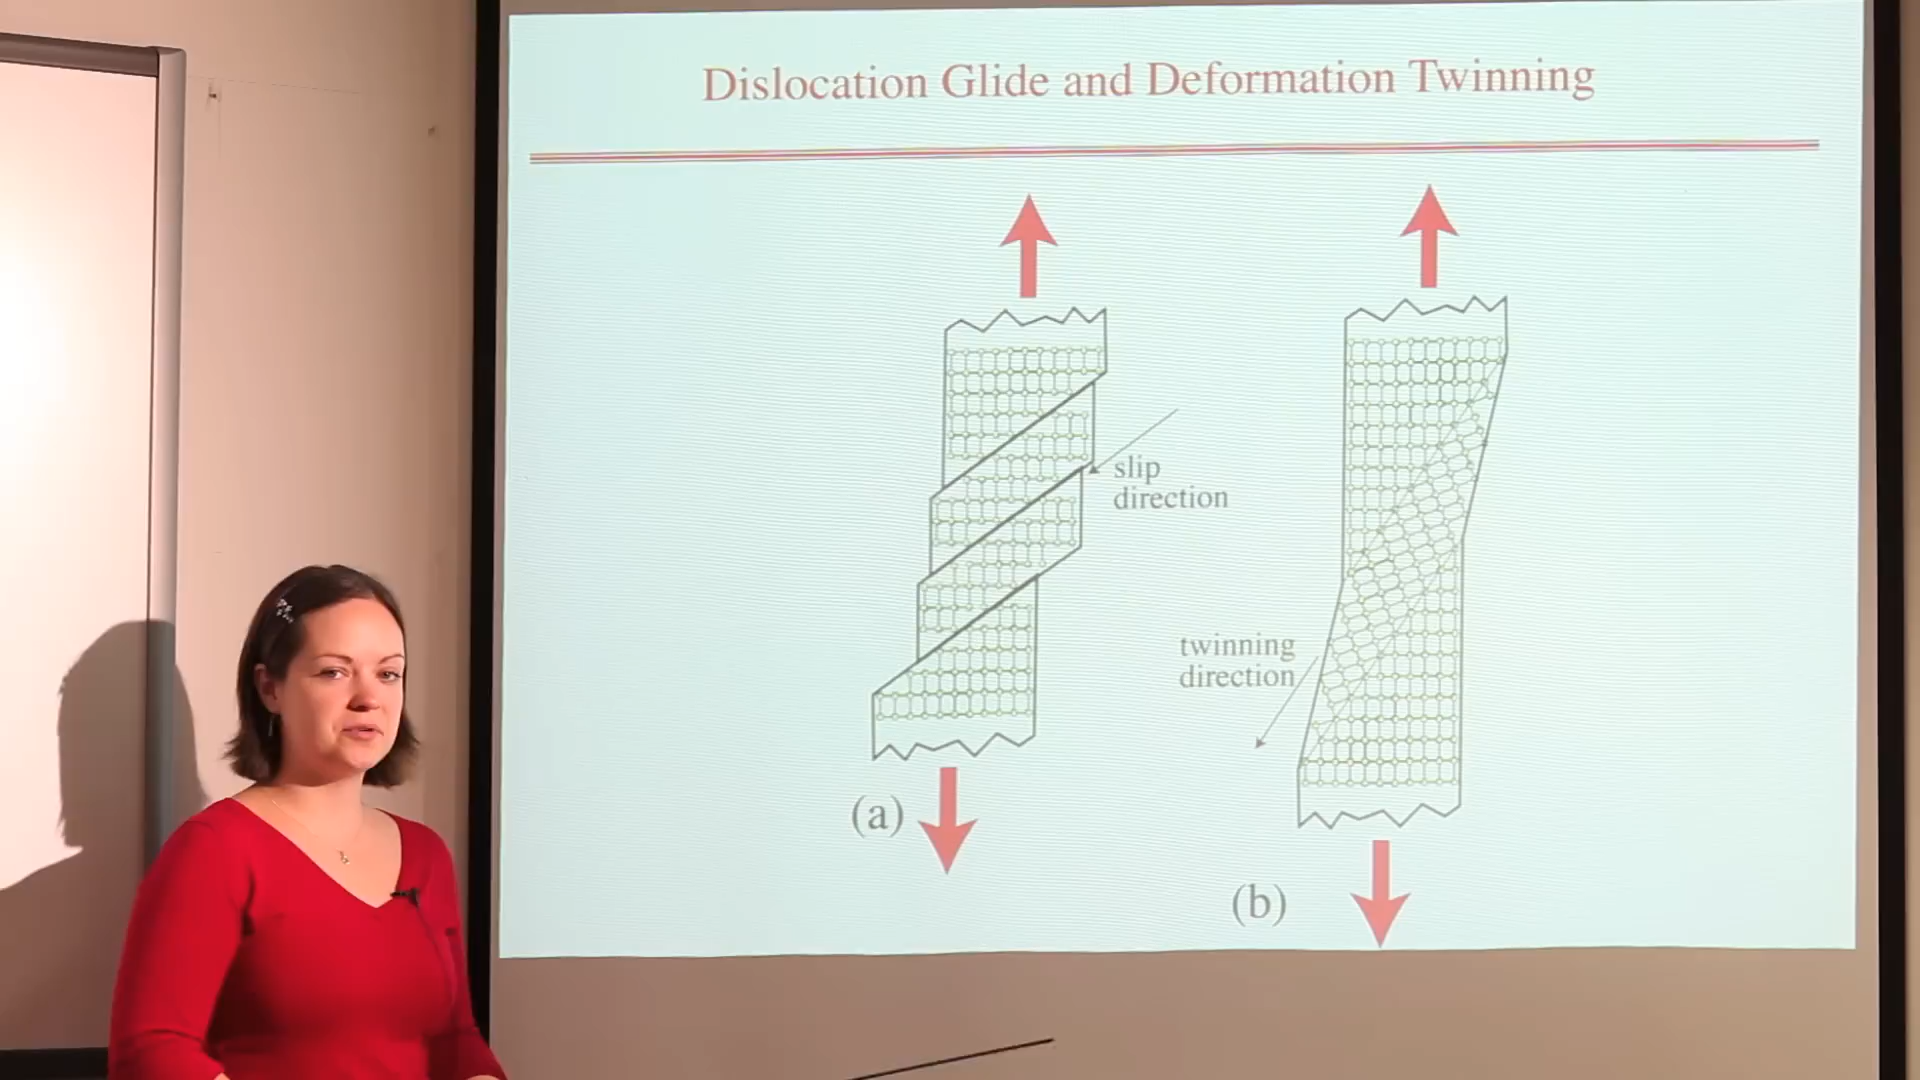 Dislocation Glide and Deformation Twinning
slip
direction
twinning
direction
(a)
(b)